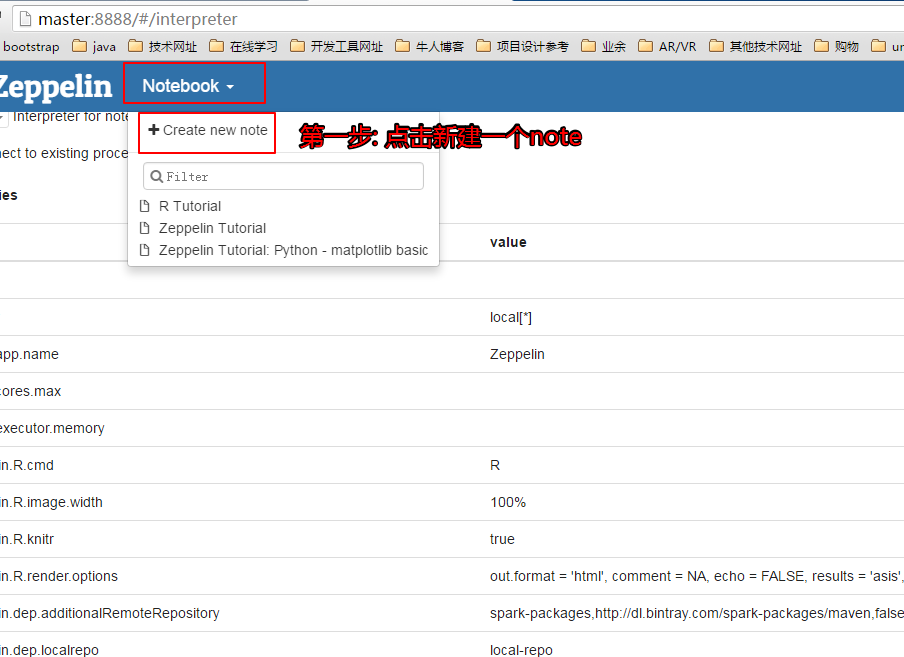 master:8888/#/interpreter
bootstrap java 技术网址 在线学习 开发工具网址 牛人博客 项目设计参考 业余 AR/VR 其他技术网址 购物 un
Zeppelin Notebook
Interpreter for note
+ Create new note
第一步: 点击新建一个note
ect to existing proce
Filter
ies
R Tutorial
Zeppelin Tutorial
value
Zeppelin Tutorial: Python - matplotlib basic
local[*]
app.name Zeppelin
cores.max
executor.memory
in.R.cmd R
in.R.image.width 100%
in.R.knitr true
in.R.render.options out.format = 'html', comment = NA, echo = FALSE, results = 'asis',
in.dep.additionalRemoteRepository spark-packages,http://dl.bintray.com/spark-packages/maven,false
in.dep.localrepo local-repo